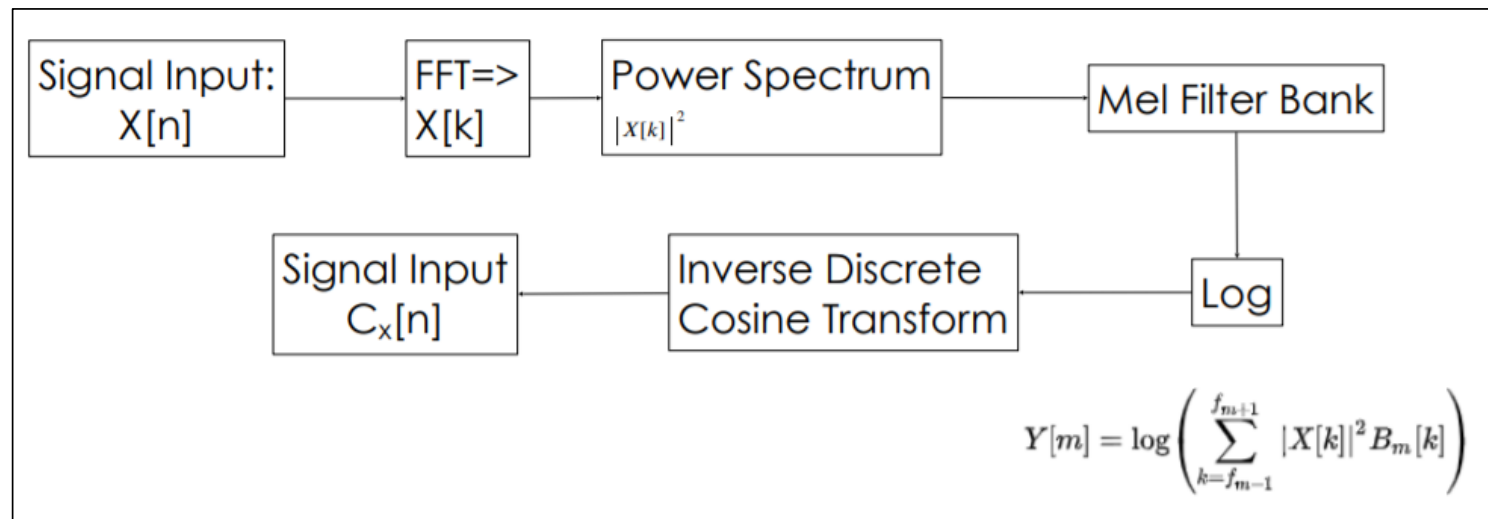 Signal Input:
X[n]
FFT=>
X[k]
Power Spectrum
|X[k]|²
Mel Filter Bank
Log
Inverse Discrete
Cosine Transform
Signal Input
Cₓ[n]
Y[m] = log(∑_{k=f_{m-1}}^{f_{m+1}} |X[k]|² B_m[k])